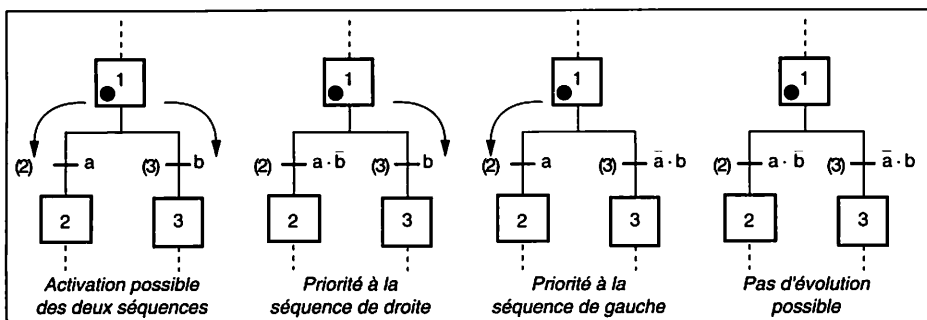 1
1
1
1
(2) a (3) b
(2) a · b̅ (3) b
(2) a (3) a̅ · b
(2) a · b̅ (3) a̅ · b
2 3
2 3
2 3
2 3
Activation possible
des deux séquences
Priorité à la
séquence de droite
Priorité à la
séquence de gauche
Pas d'évolution
possible